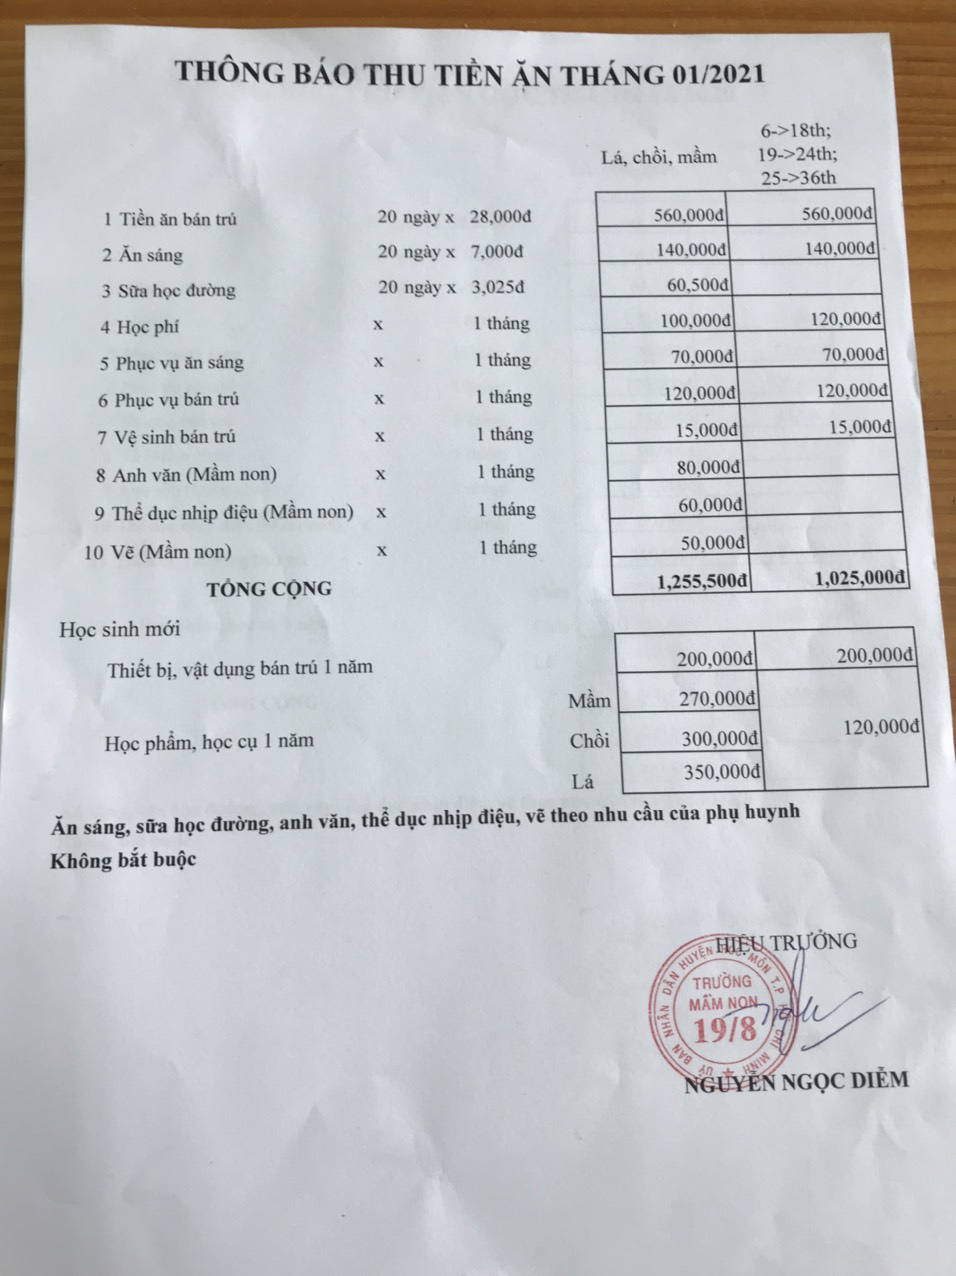 THÔNG BÁO THU TIỀN ĂN THÁNG 01/2021
Lá, chồi, mầm
6->18th;
19->24th;
25->36th
1 Tiền ăn bán trú 20 ngày x 28,000đ 560,000đ 560,000đ
2 Ăn sáng 20 ngày x 7,000đ 140,000đ 140,000đ
3 Sữa học đường 20 ngày x 3,025đ 60,500đ
4 Học phí x 1 tháng 100,000đ 120,000đ
5 Phục vụ ăn sáng x 1 tháng 70,000đ 70,000đ
6 Phục vụ bán trú x 1 tháng 120,000đ 120,000đ
7 Vệ sinh bán trú x 1 tháng 15,000đ 15,000đ
8 Anh văn (Mầm non) x 1 tháng 80,000đ
9 Thể dục nhịp điệu (Mầm non) x 1 tháng 60,000đ
10 Vẽ (Mầm non) x 1 tháng 50,000đ
TỔNG CỘNG 1,255,500đ 1,025,000đ
Học sinh mới
Thiết bị, vật dụng bán trú 1 năm 200,000đ 200,000đ
Mầm 270,000đ
Học phẩm, học cụ 1 năm Chồi 300,000đ 120,000đ
Lá 350,000đ
Ăn sáng, sữa học đường, anh văn, thể dục nhịp điệu, vẽ theo nhu cầu của phụ huynh
Không bắt buộc
HIỆU TRƯỞNG
ỦY BAN NHÂN DÂN HUYỆN HÓC MÔN T.P HỒ CHÍ MINH
TRƯỜNG
MẦM NON
19/8
NGUYỄN NGỌC DIỄM